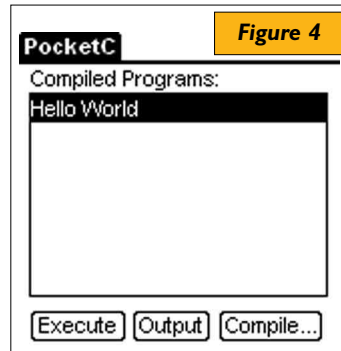 Figure 4
PocketC
Compiled Programs:
Hello World
Execute Output Compile...